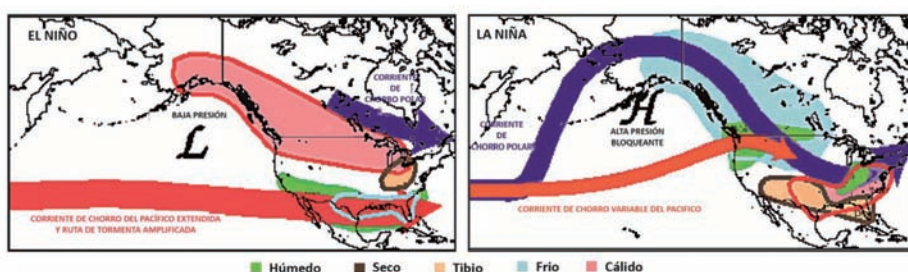 EL NIÑO
CORRIENTE
DE
CHORRO POLAR
BAJA PRESIÓN
L
CORRIENTE DE CHORRO DEL PACÍFICO EXTENDIDA
Y RUTA DE TORMENTA AMPLIFICADA
LA NIÑA
H
CORRIENTE
DE
CHORRO POLAR
ALTA PRESIÓN
BLOQUEANTE
CORRIENTE DE CHORRO VARIABLE DEL PACIFICO
Húmedo Seco Tibio Frio Cálido